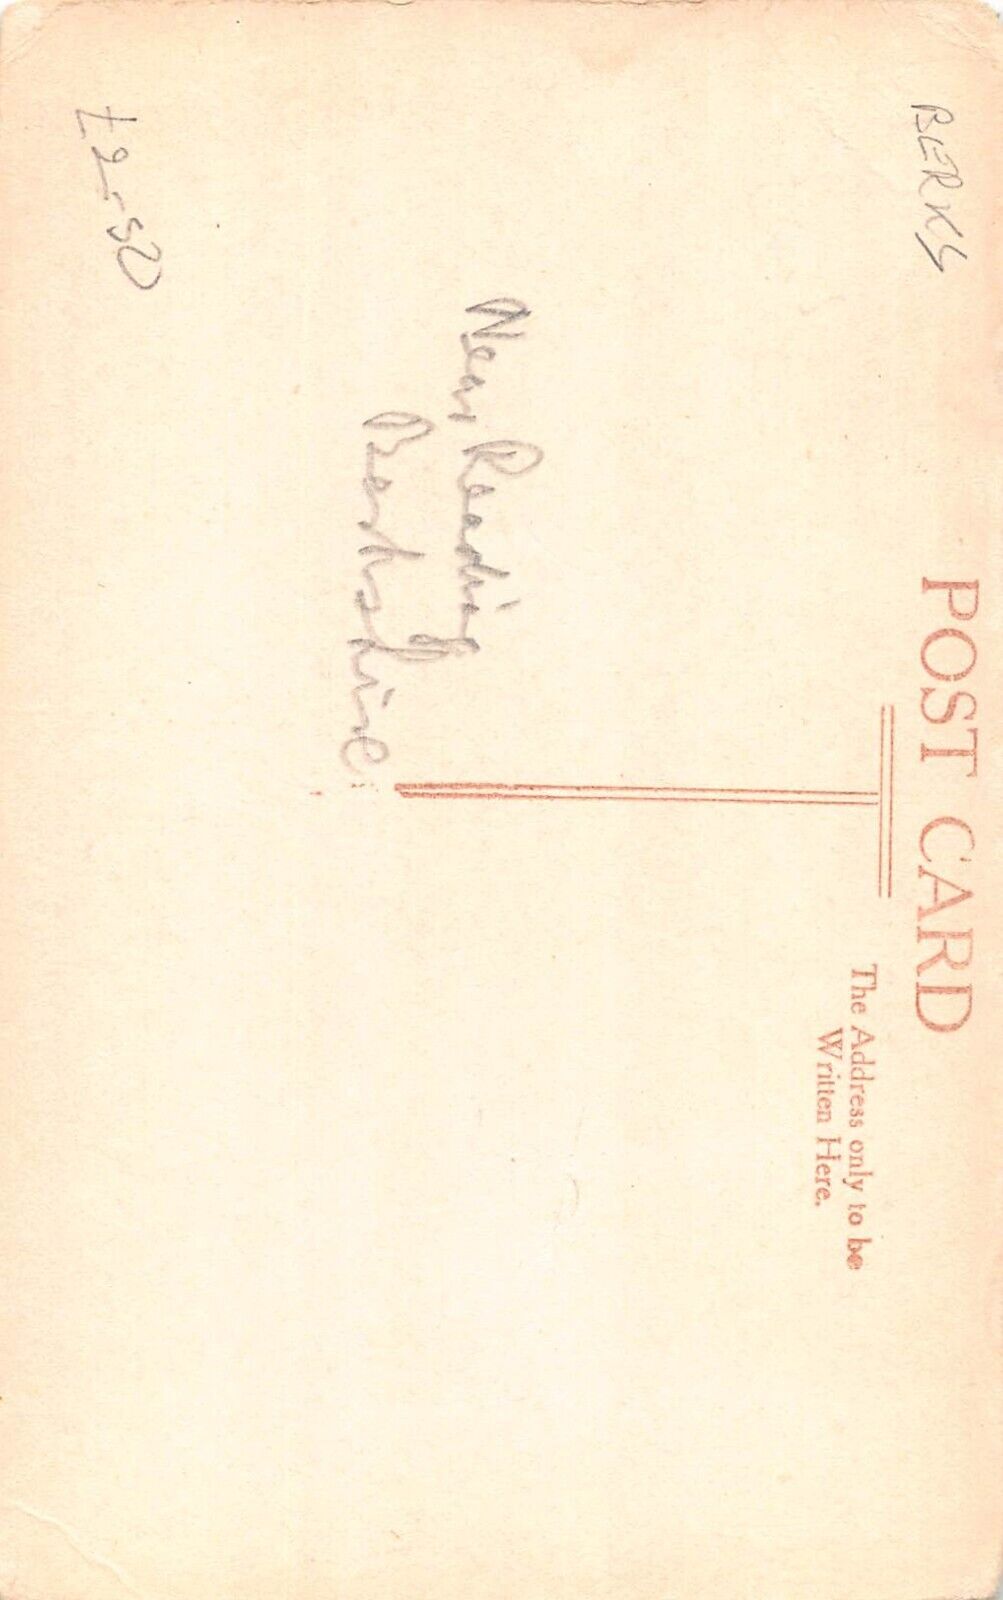 BERKS
POST CARD
The Address only to be
Written Here.
Near Reading
Berkshire
£2-50